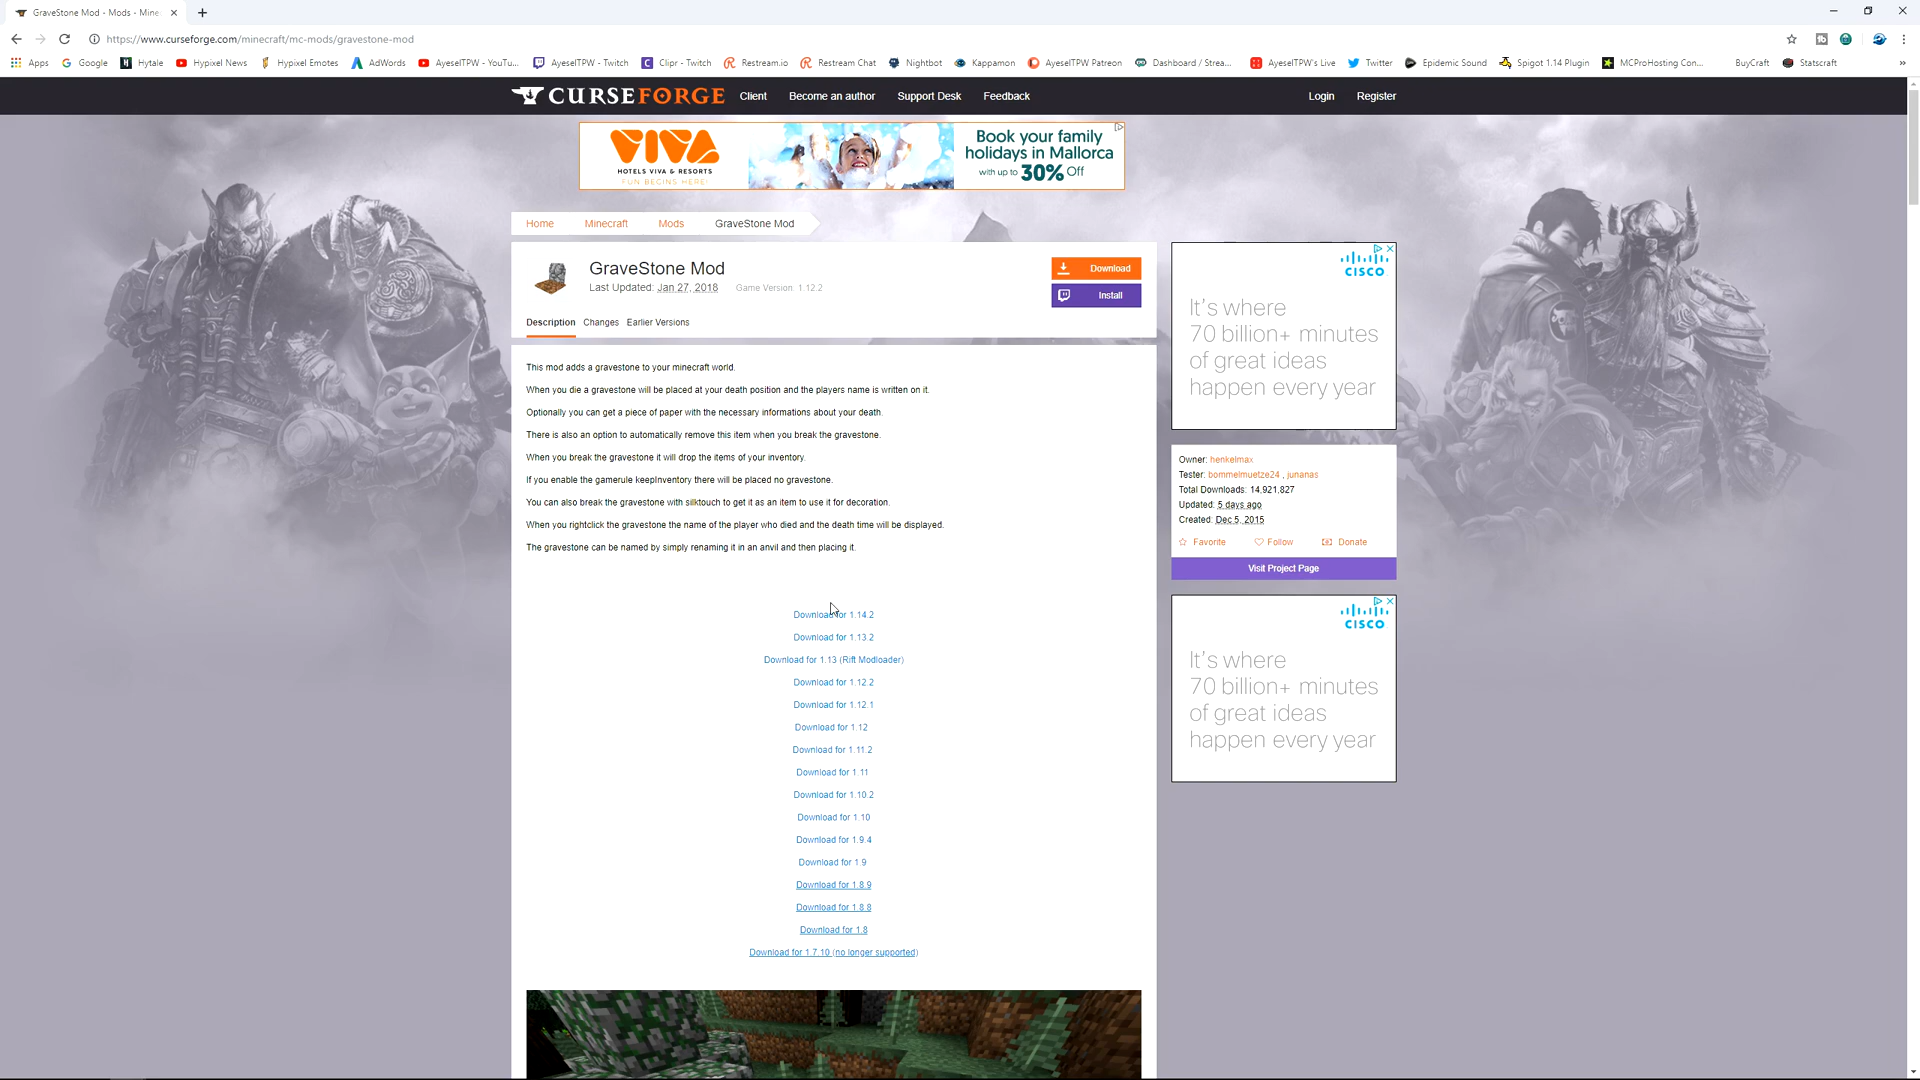 GraveStone Mod - Mods - Mine
https://www.curseforge.com/minecraft/mc-mods/gravestone-mod
Apps Google Hytale Hypixel News Hypixel Emotes AdWords AyeselTPW - YouTu... AyeselTPW - Twitch Clipr - Twitch Restream.io Restream Chat Nightbot Kappamon AyeselTPW Patreon Dashboard / Strea... AyeselTPW's Live Twitter Epidemic Sound Spigot 1.14 Plugin MCProHosting Con... BuyCraft Statscraft »
CURSEFORGE Client Become an author Support Desk Feedback Login Register
VIVA
HOTELS VIVA & RESORTS
FUN BEGINS HERE!
Book your family
holidays in Mallorca
with up to 30% Off
Home Minecraft Mods GraveStone Mod
GraveStone Mod
Last Updated: Jan 27, 2018 Game Version: 1.12.2
Download
Install
Description Changes Earlier Versions
This mod adds a gravestone to your minecraft world.
When you die a gravestone will be placed at your death position and the players name is written on it.
Optionally you can get a piece of paper with the necessary informations about your death.
There is also an option to automatically remove this item when you break the gravestone.
When you break the gravestone it will drop the items of your inventory.
If you enable the gamerule keepInventory there will be placed no gravestone.
You can also break the gravestone with silktouch to get it as an item to use it for decoration.
When you rightclick the gravestone the name of the player who died and the death time will be displayed.
The gravestone can be named by simply renaming it in an anvil and then placing it.
Download for 1.14.2
Download for 1.13.2
Download for 1.13 (Rift Modloader)
Download for 1.12.2
Download for 1.12.1
Download for 1.12
Download for 1.11.2
Download for 1.11
Download for 1.10.2
Download for 1.10
Download for 1.9.4
Download for 1.9
Download for 1.8.9
Download for 1.8.8
Download for 1.8
Download for 1.7.10 (no longer supported)
CISCO
It's where
70 billion+ minutes
of great ideas
happen every year
Owner: henkelmax
Tester: bommelmuetze24 , junanas
Total Downloads: 14,921,827
Updated: 5 days ago
Created: Dec 5, 2015
Favorite Follow Donate
Visit Project Page
CISCO
It's where
70 billion+ minutes
of great ideas
happen every year